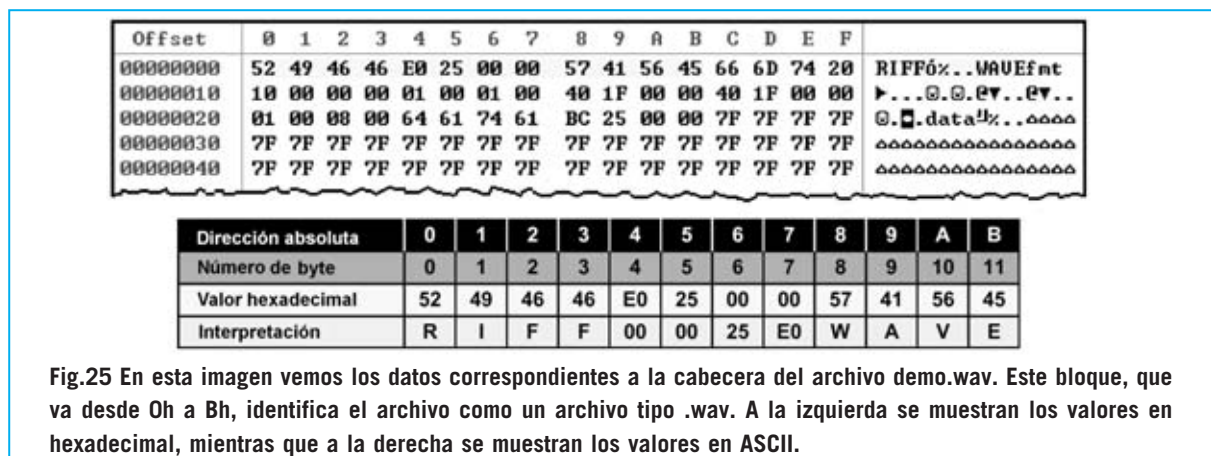 Offset 0 1 2 3 4 5 6 7 8 9 A B C D E F
00000000 52 49 46 46 E0 25 00 00 57 41 56 45 66 6D 74 20 RIFFó%..WAVEfmt
00000010 10 00 00 00 01 00 01 00 40 1F 00 00 40 1F 00 00 ►...☺.☺.@▼..@▼..
00000020 01 00 08 00 64 61 74 61 BC 25 00 00 7F 7F 7F 7F ☺.◘.data╝%..⌂⌂⌂⌂
00000030 7F 7F 7F 7F 7F 7F 7F 7F 7F 7F 7F 7F 7F 7F 7F 7F ⌂⌂⌂⌂⌂⌂⌂⌂⌂⌂⌂⌂⌂⌂⌂⌂
00000040 7F 7F 7F 7F 7F 7F 7F 7F 7F 7F 7F 7F 7F 7F 7F 7F ⌂⌂⌂⌂⌂⌂⌂⌂⌂⌂⌂⌂⌂⌂⌂⌂
Dirección absoluta 0 1 2 3 4 5 6 7 8 9 A B
Número de byte 0 1 2 3 4 5 6 7 8 9 10 11
Valor hexadecimal 52 49 46 46 E0 25 00 00 57 41 56 45
Interpretación R I F F 00 00 25 E0 W A V E
Fig.25 En esta imagen vemos los datos correspondientes a la cabecera del archivo demo.wav. Este bloque, que
va desde 0h a Bh, identifica el archivo como un archivo tipo .wav. A la izquierda se muestran los valores en
hexadecimal, mientras que a la derecha se muestran los valores en ASCII.